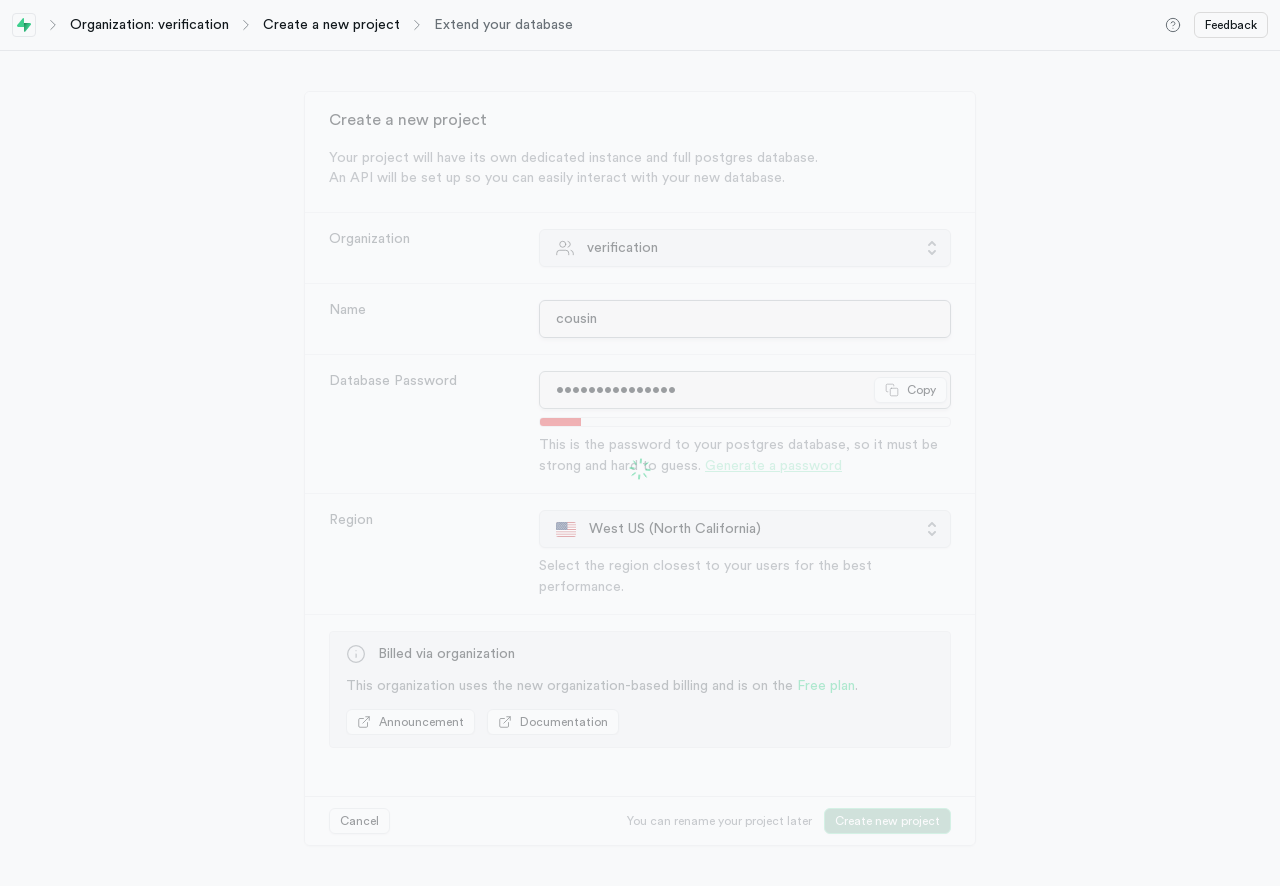 Organization: verification
Create a new project
Extend your database
Feedback
Create a new project
Your project will have its own dedicated instance and full postgres database.
An API will be set up so you can easily interact with your new database.
Organization
verification
Name
cousin
Database Password
•••••••••••••••
Copy
This is the password to your postgres database, so it must be
strong and hard to guess. Generate a password
Region
West US (North California)
Select the region closest to your users for the best
performance.
Billed via organization
This organization uses the new organization-based billing and is on the Free plan.
Announcement
Documentation
Cancel
You can rename your project later
Create new project